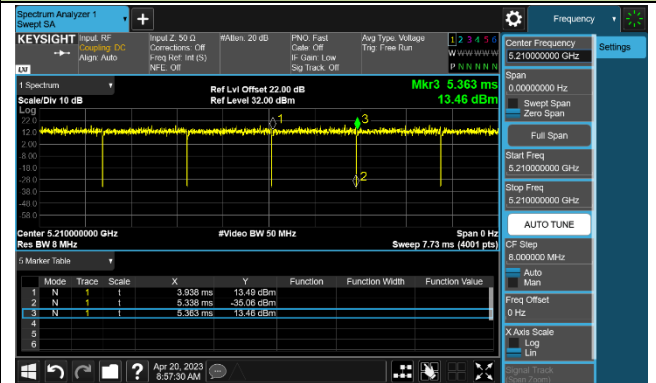 Spectrum Analyzer 1
Swept SA
Frequency
KEYSIGHT
Input: RF
Coupling: DC
Align: Auto
Input Z: 50 Ω
Corrections: Off
Freq Ref: Int (S)
NFE: Off
#Atten: 20 dB
PNO: Fast
Gate: Off
IF Gain: Low
Sig Track: Off
Avg Type: Voltage
Trig: Free Run
1 2 3 4 5 6
W W W W W W
P N N N N N
LXI
1 Spectrum
Scale/Div 10 dB
Ref Lvl Offset 22.00 dB
Ref Level 32.00 dBm
Mkr3 5.363 ms
13.46 dBm
Log
22.0
12.0
2.00
-8.00
-18.0
-28.0
-38.0
-48.0
-58.0
1
3
2
Center 5.210000000 GHz
Res BW 8 MHz
#Video BW 50 MHz
Span 0 Hz
Sweep 7.73 ms (4001 pts)
5 Marker Table
Mode Trace Scale X Y Function Function Width Function Value
1 N 1 t 3.938 ms 13.49 dBm
2 N 1 t 5.338 ms -35.06 dBm
3 N 1 t 5.363 ms 13.46 dBm
4
5
6
Apr 20, 2023
8:57:30 AM
Center Frequency
5.210000000 GHz
Settings
Span
0.00000000 Hz
Swept Span
Zero Span
Full Span
Start Freq
5.210000000 GHz
Stop Freq
5.210000000 GHz
AUTO TUNE
CF Step
8.000000 MHz
Auto
Man
Freq Offset
0 Hz
X Axis Scale
Log
Lin
Signal Track
(Span Zoom)